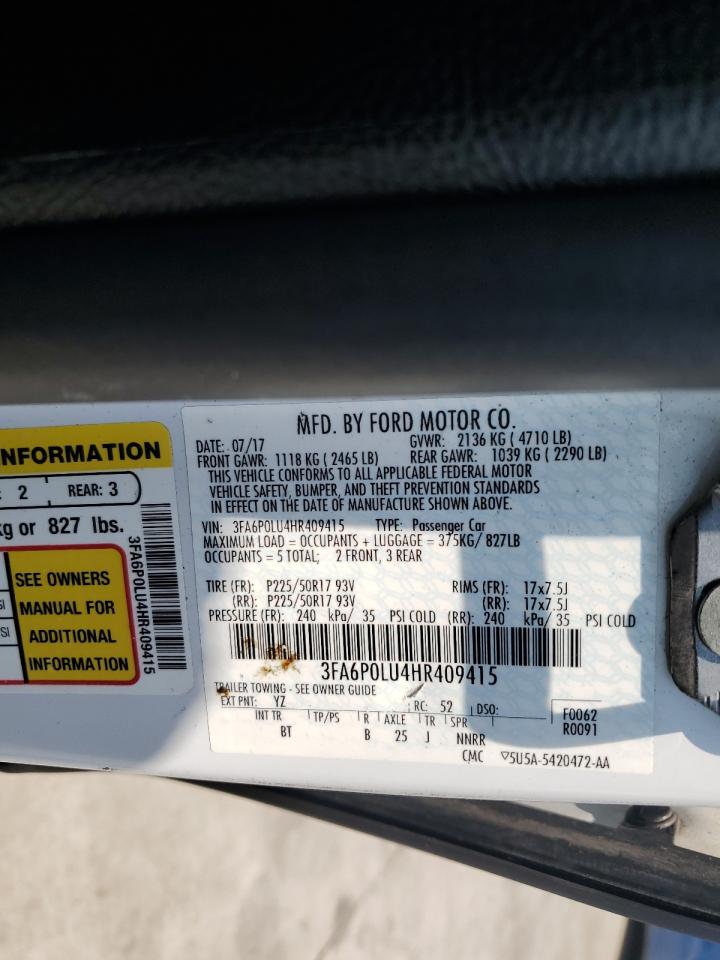 NFORMATION
: 2 REAR: 3
kg or 827 lbs.
SEE OWNERS
MANUAL FOR
ADDITIONAL
INFORMATION
SI
PSI
3FA6P0LU4HR409415
MFD. BY FORD MOTOR CO.
DATE: 07/17 GVWR: 2136 KG ( 4710 LB)
FRONT GAWR: 1118 KG ( 2465 LB) REAR GAWR: 1039 KG ( 2290 LB)
THIS VEHICLE CONFORMS TO ALL APPLICABLE FEDERAL MOTOR
VEHICLE SAFETY, BUMPER, AND THEFT PREVENTION STANDARDS
IN EFFECT ON THE DATE OF MANUFACTURE SHOWN ABOVE.
VIN: 3FA6P0LU4HR409415 TYPE: Passenger Car
MAXIMUM LOAD = OCCUPANTS + LUGGAGE = 375KG/ 827LB
OCCUPANTS = 5 TOTAL; 2 FRONT, 3 REAR
TIRE (FR): P225/50R17 93V RIMS (FR): 17x7.5J
(RR): P225/50R17 93V (RR): 17x7.5J
PRESSURE (FR): 240 kPa/ 35 PSI COLD (RR): 240 kPa/ 35 PSI COLD
3FA6P0LU4HR409415
TRAILER TOWING - SEE OWNER GUIDE
EXT PNT: YZ RC: 52 DSO: F0062
R0091
INT TR TP/PS R AXLE TR SPR
BT B 25 J NNRR
CMC ▽5U5A-5420472-AA